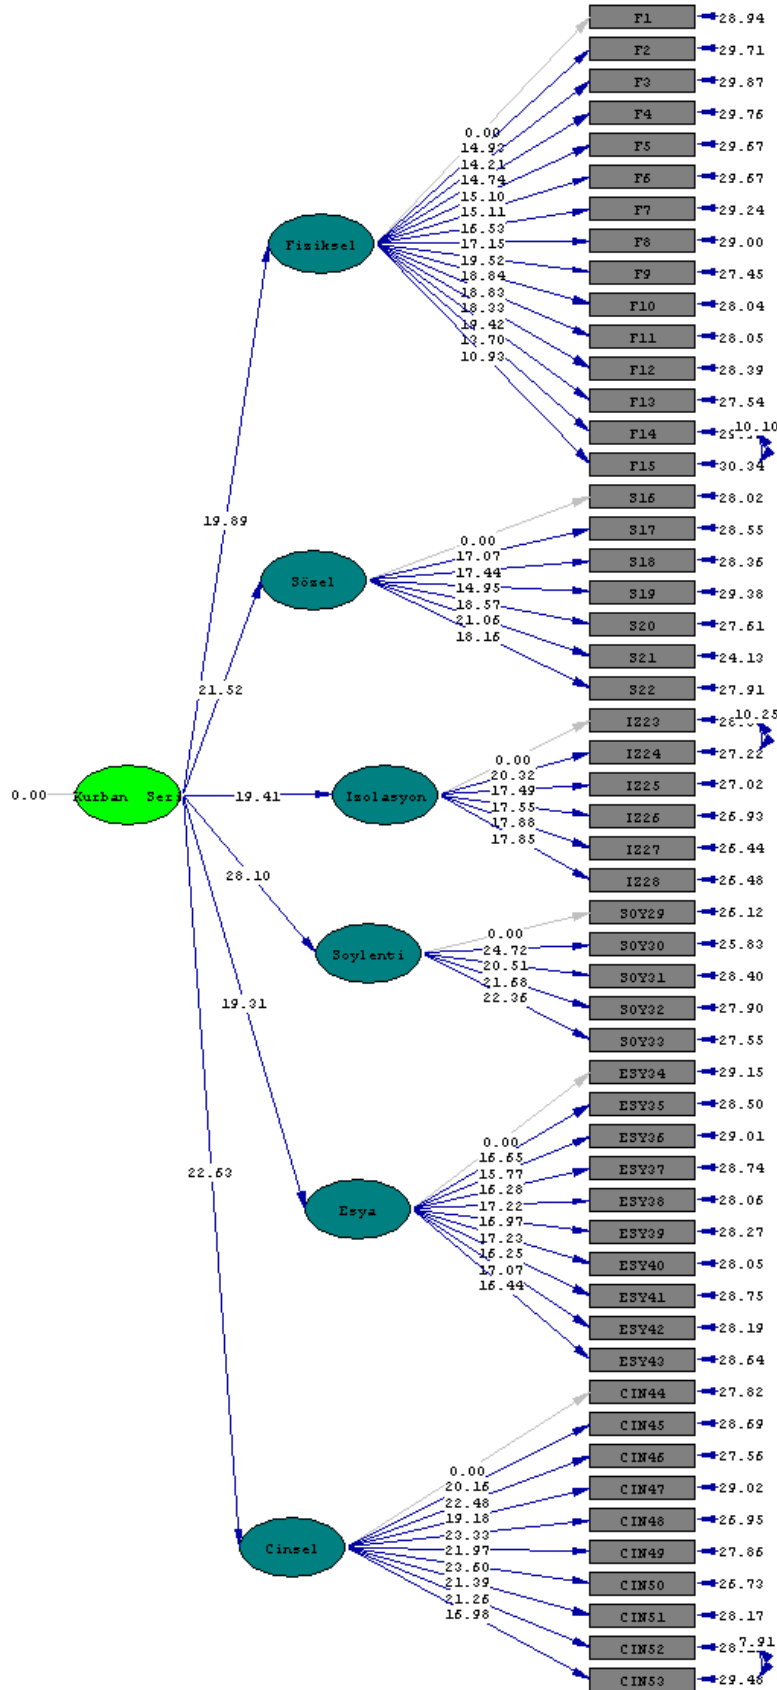 F1 28.94
F2 29.71
F3 29.87
F4 29.76
F5 29.67
F6 29.67
F7 29.24
F8 29.00
F9 27.45
F10 28.04
F11 28.05
F12 28.39
F13 27.54
F14 10.10
F15 30.34
0.00
14.93
14.21
14.74
15.10
15.11
16.53
17.15
19.52
18.84
18.83
18.33
19.42
13.70
10.93
Fiziksel
19.89
S16 28.02
S17 28.55
S18 28.36
S19 29.38
S20 27.61
S21 24.13
S22 27.91
0.00
17.07
17.44
14.95
18.57
21.06
18.16
Sözel
21.52
IZ23 10.25
IZ24 27.22
IZ25 27.02
IZ26 26.93
IZ27 26.44
IZ28 26.48
0.00
20.32
17.49
17.55
17.88
17.85
0.00 Kurban Seri 19.41 Izolasyon
28.10
SOY29 26.12
SOY30 25.83
SOY31 28.40
SOY32 27.90
SOY33 27.55
0.00
24.72
20.51
21.68
22.36
Soylenti
19.31
ESY34 29.15
ESY35 28.50
ESY36 29.01
ESY37 28.74
ESY38 28.06
ESY39 28.27
ESY40 28.05
ESY41 28.75
ESY42 28.19
ESY43 28.64
0.00
16.65
15.77
16.28
17.22
16.97
17.23
16.25
17.07
16.44
Esya
22.63
CIN44 27.82
CIN45 28.69
CIN46 27.56
CIN47 29.02
CIN48 26.95
CIN49 27.86
CIN50 26.73
CIN51 28.17
CIN52 7.91
CIN53 29.48
0.00
20.16
22.48
19.18
23.33
21.97
23.60
21.39
21.26
16.98
Cinsel